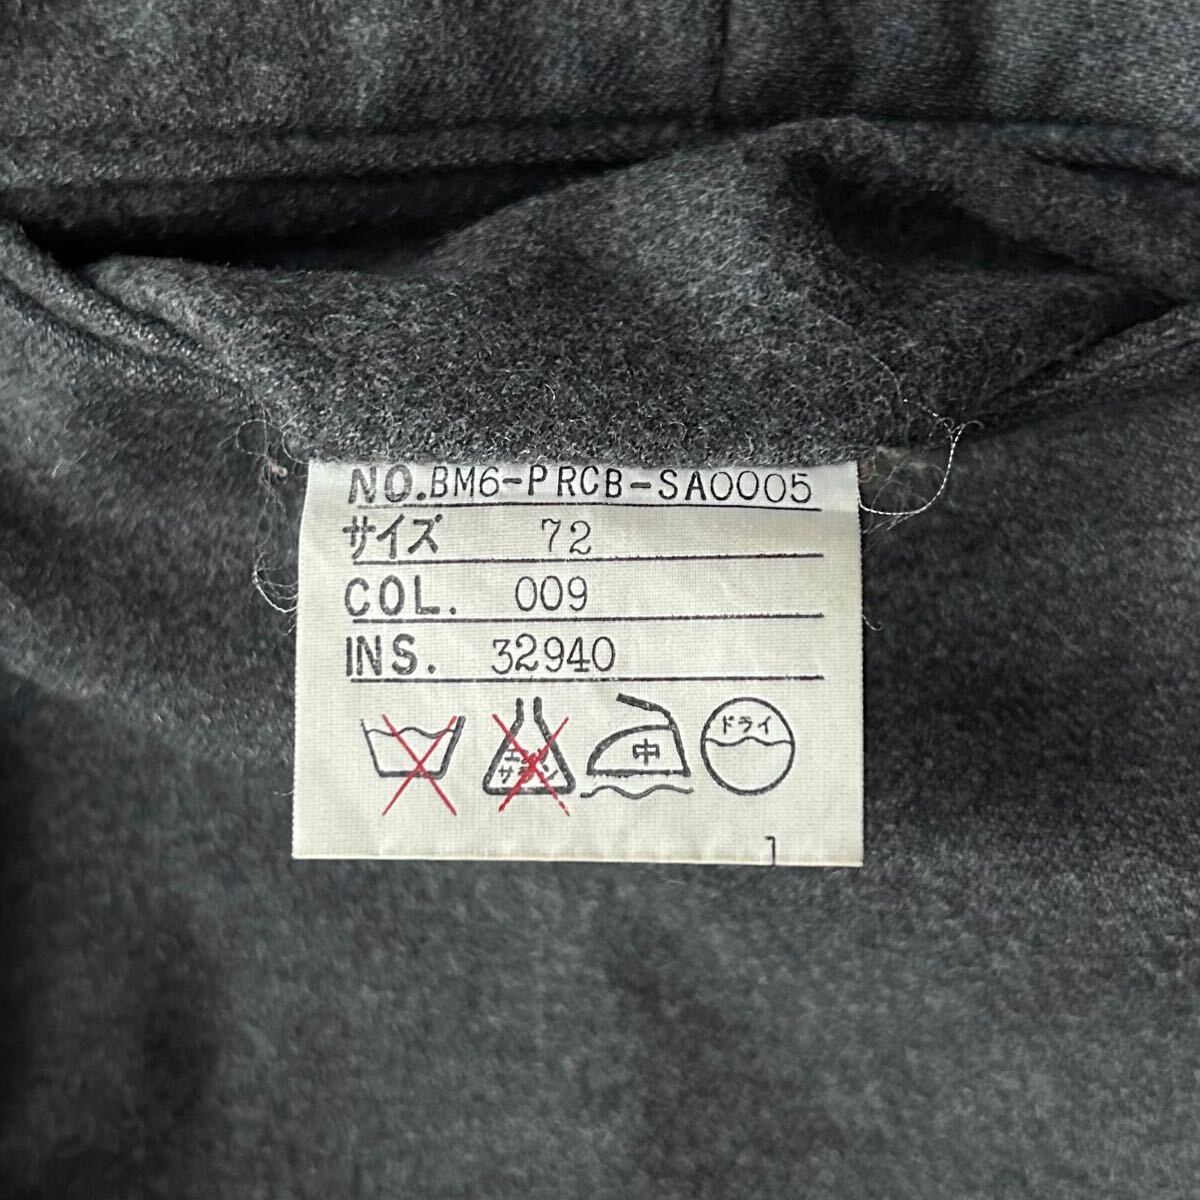 NO.BM6-PRCB-SA0005
サイズ 72
COL. 009
INS. 32940
中
ドライ
1